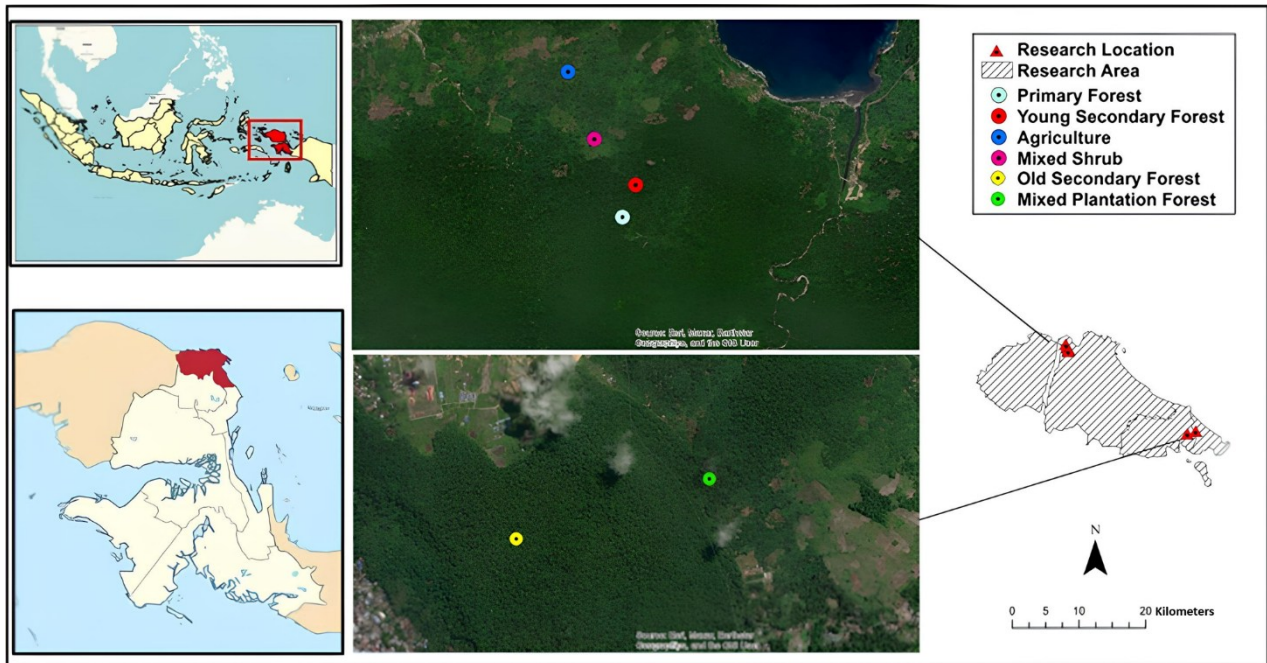 Research Location
Research Area
Primary Forest
Young Secondary Forest
Agriculture
Mixed Shrub
Old Secondary Forest
Mixed Plantation Forest
Source: Esri, Maxar, Earthstar
and the GIS User
Source: Esri, Maxar, Earthstar
and the GIS User
N
0 5 10 20 Kilometers